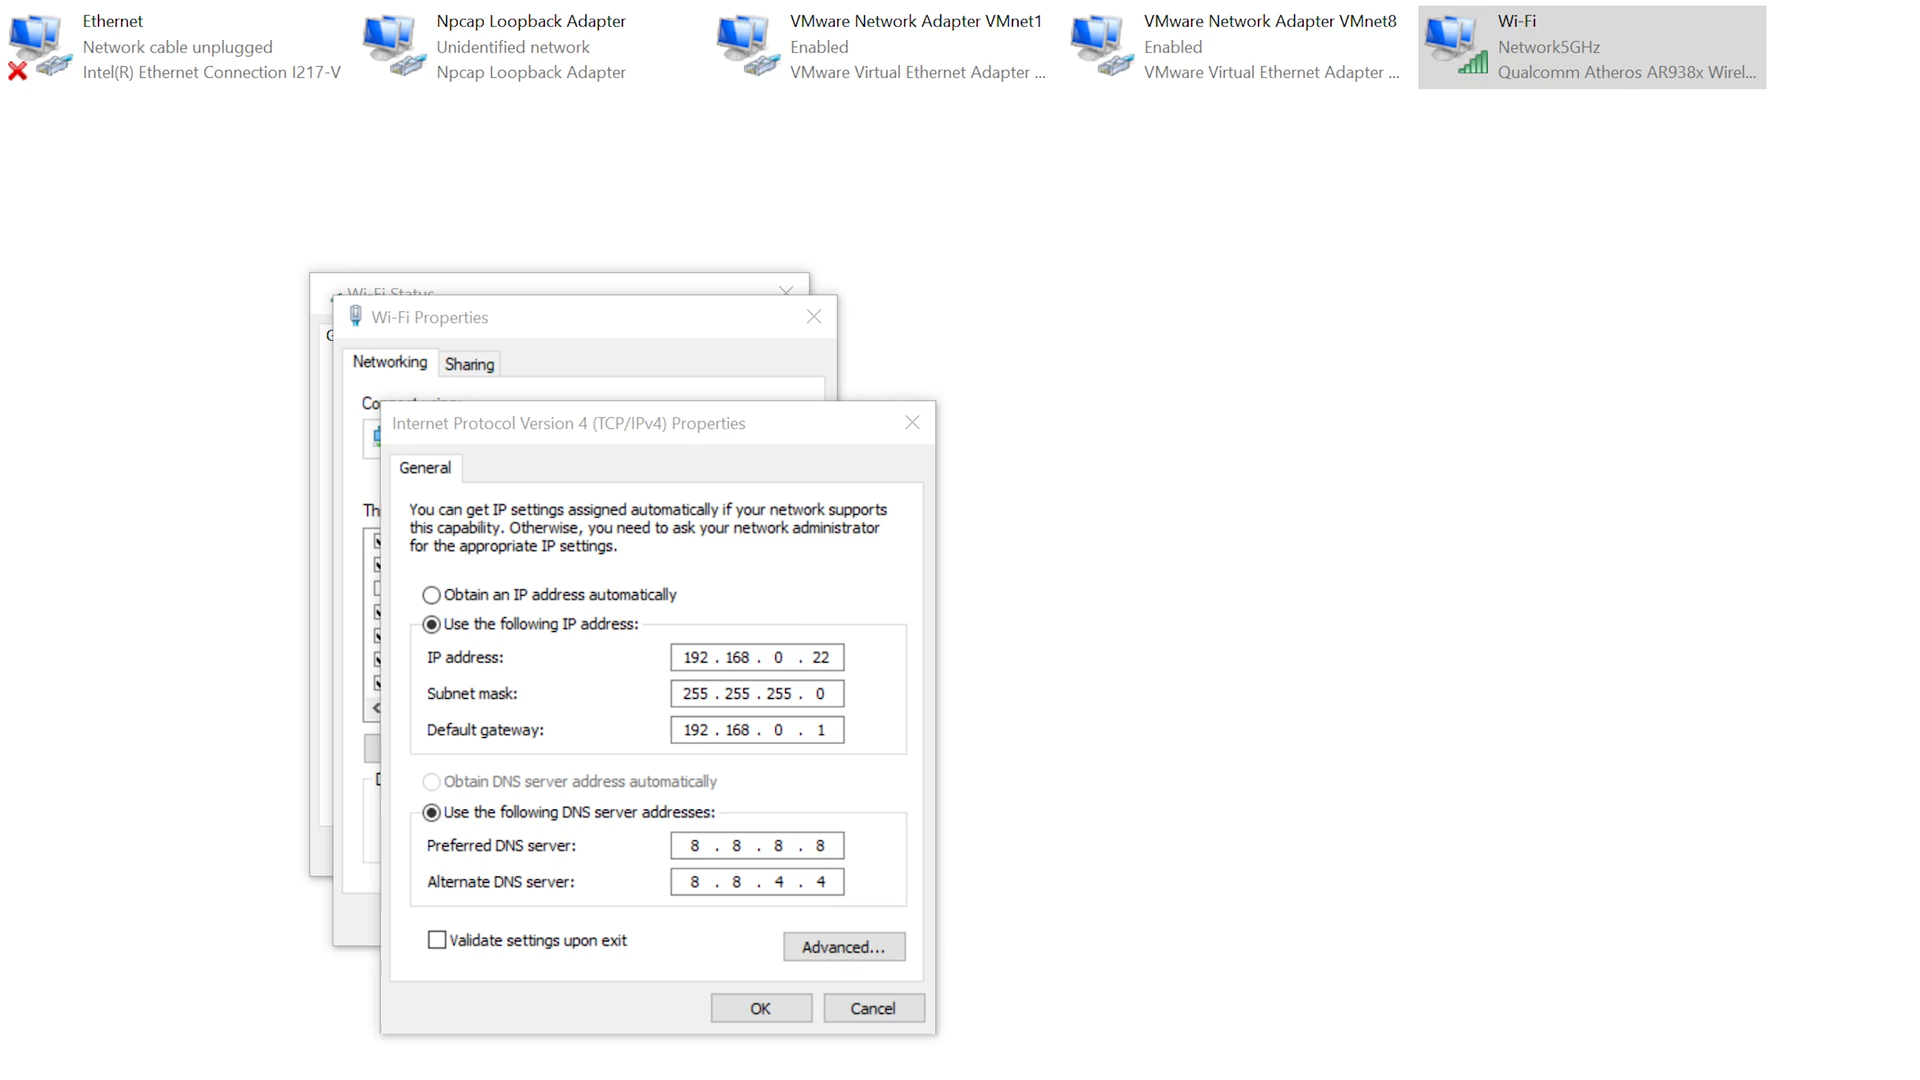 Ethernet
Network cable unplugged
Intel(R) Ethernet Connection I217-V
Npcap Loopback Adapter
Unidentified network
Npcap Loopback Adapter
VMware Network Adapter VMnet1
Enabled
VMware Virtual Ethernet Adapter ...
VMware Network Adapter VMnet8
Enabled
VMware Virtual Ethernet Adapter ...
Wi-Fi
Network5GHz
Qualcomm Atheros AR938x Wirel...
Wi-Fi Status
Wi-Fi Properties
Networking
Sharing
Internet Protocol Version 4 (TCP/IPv4) Properties
General
You can get IP settings assigned automatically if your network supports
this capability. Otherwise, you need to ask your network administrator
for the appropriate IP settings.
Obtain an IP address automatically
Use the following IP address:
IP address: 192 . 168 . 0 . 22
Subnet mask: 255 . 255 . 255 . 0
Default gateway: 192 . 168 . 0 . 1
Obtain DNS server address automatically
Use the following DNS server addresses:
Preferred DNS server: 8 . 8 . 8 . 8
Alternate DNS server: 8 . 8 . 4 . 4
Validate settings upon exit
Advanced...
OK Cancel